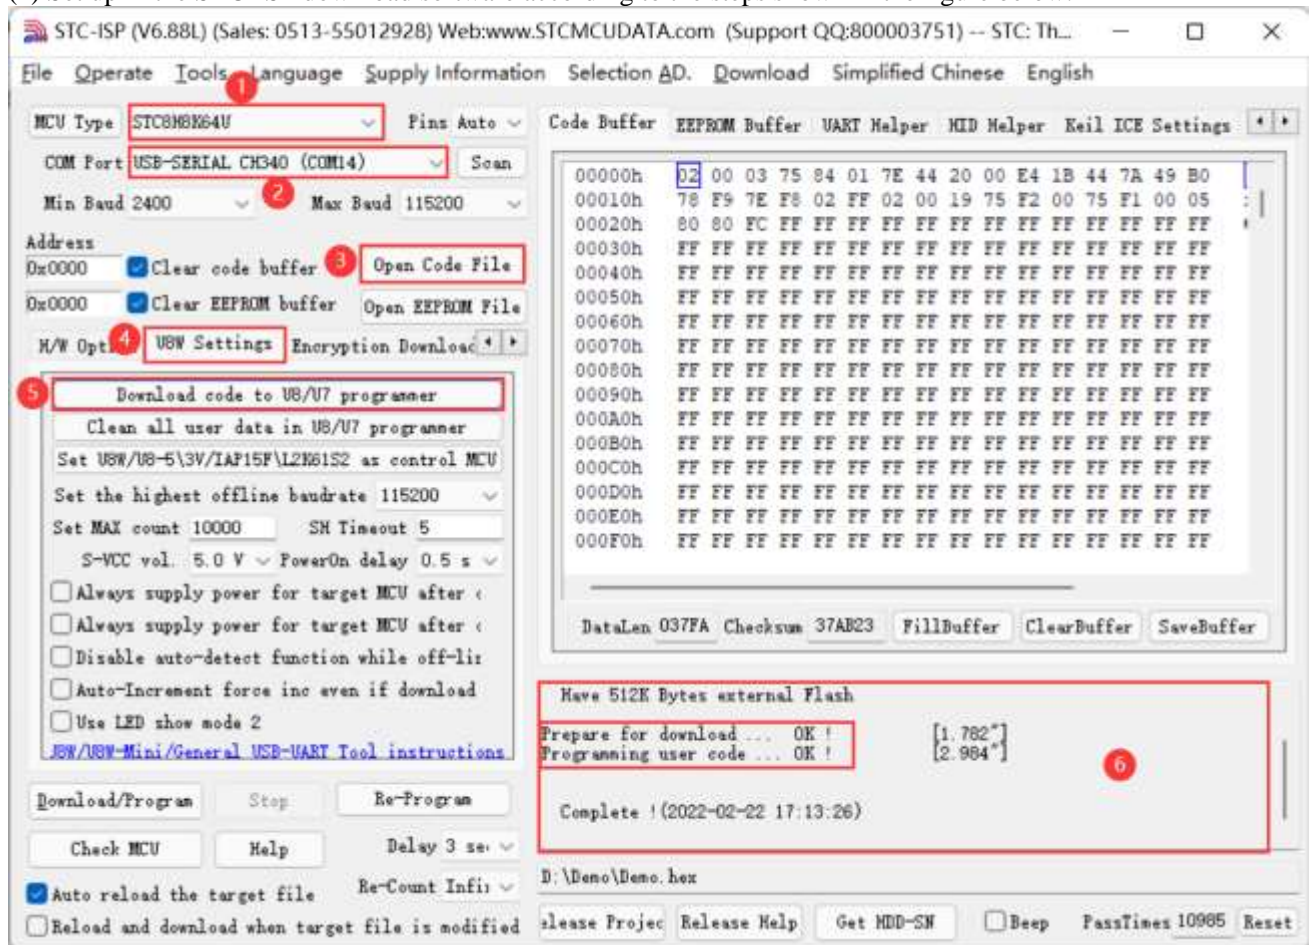 STC-ISP (V6.88L) (Sales: 0513-55012928) Web:www.STCMCUDATA.com (Support QQ:800003751) -- STC: Th...
File Operate Tools Language Supply Information Selection AD. Download Simplified Chinese English
1
MCU Type STC8H8K64U Pins Auto
COM Port USB-SERIAL CH340 (COM14) Scan
2
Min Baud 2400 Max Baud 115200
Address
0x0000 Clear code buffer 3 Open Code File
0x0000 Clear EEPROM buffer Open EEPROM File
H/W Opt 4 U8W Settings Encryption Download
5 Download code to U8/U7 programmer
Clean all user data in U8/U7 programmer
Set U8W/U8-5\3V/IAP15F\L2K61S2 as control MCU
Set the highest offline baudrate 115200
Set MAX count 10000 SH Timeout 5
S-VCC vol. 5.0 V PowerOn delay 0.5 s
Always supply power for target MCU after
Always supply power for target MCU after
Disable auto-detect function while off-li
Auto-Increment force inc even if download
Use LED show mode 2
U8W/U8W-Mini/General USB-UART Tool instructions
Download/Program Stop Re-Program
Check MCU Help Delay 3 se
Auto reload the target file Re-Count Infi
Reload and download when target file is modified
Code Buffer EEPROM Buffer UART Helper HID Helper Keil ICE Settings
00000h 02 00 03 75 84 01 7E 44 20 00 E4 1B 44 7A 49 B0
00010h 78 F9 7E F8 02 FF 02 00 19 75 F2 00 75 F1 00 05
00020h 80 80 FC FF FF FF FF FF FF FF FF FF FF FF FF FF
00030h FF FF FF FF FF FF FF FF FF FF FF FF FF FF FF FF
00040h FF FF FF FF FF FF FF FF FF FF FF FF FF FF FF FF
00050h FF FF FF FF FF FF FF FF FF FF FF FF FF FF FF FF
00060h FF FF FF FF FF FF FF FF FF FF FF FF FF FF FF FF
00070h FF FF FF FF FF FF FF FF FF FF FF FF FF FF FF FF
00080h FF FF FF FF FF FF FF FF FF FF FF FF FF FF FF FF
00090h FF FF FF FF FF FF FF FF FF FF FF FF FF FF FF FF
000A0h FF FF FF FF FF FF FF FF FF FF FF FF FF FF FF FF
000B0h FF FF FF FF FF FF FF FF FF FF FF FF FF FF FF FF
000C0h FF FF FF FF FF FF FF FF FF FF FF FF FF FF FF FF
000D0h FF FF FF FF FF FF FF FF FF FF FF FF FF FF FF FF
000E0h FF FF FF FF FF FF FF FF FF FF FF FF FF FF FF FF
000F0h FF FF FF FF FF FF FF FF FF FF FF FF FF FF FF FF
DataLen 037FA Checksum 37AB23 FillBuffer ClearBuffer SaveBuffer
Have 512K Bytes external Flash
Prepare for download ... OK ! [1.782"]
Programming user code ... OK ! [2.984"]
6
Complete !(2022-02-22 17:13:26)
D:\Demo\Demo.hex
elease Projec Release Help Get HDD-SN Beep PassTimes 10985 Reset